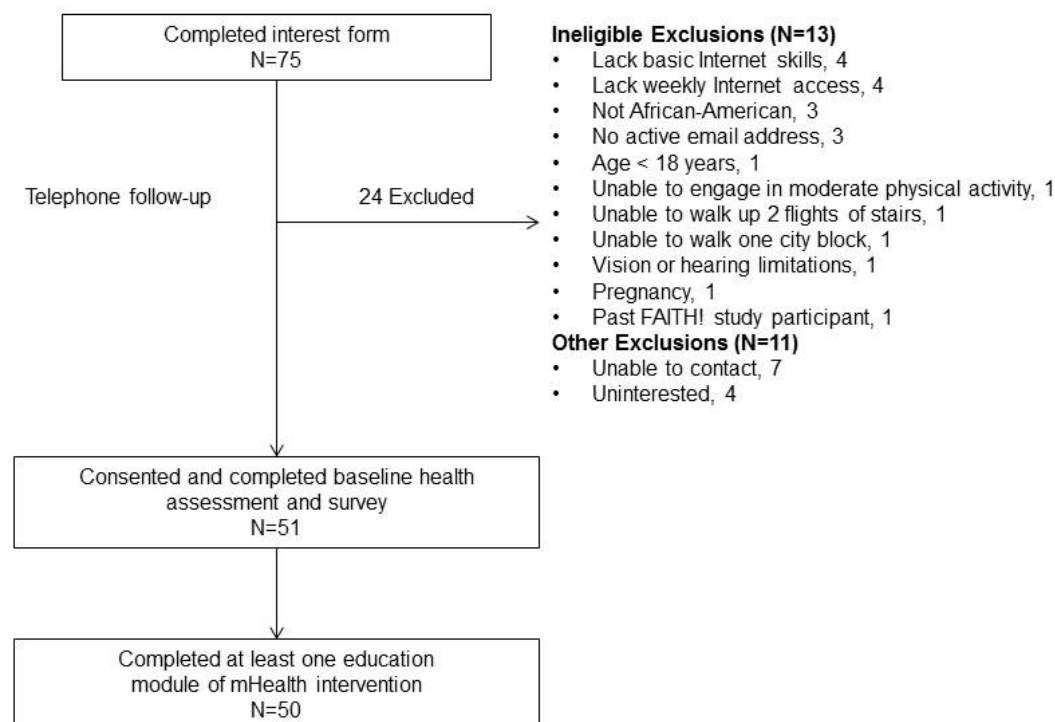 Completed interest form
N=75
Telephone follow-up
24 Excluded
Ineligible Exclusions (N=13)
• Lack basic Internet skills, 4
• Lack weekly Internet access, 4
• Not African-American, 3
• No active email address, 3
• Age < 18 years, 1
• Unable to engage in moderate physical activity, 1
• Unable to walk up 2 flights of stairs, 1
• Unable to walk one city block, 1
• Vision or hearing limitations, 1
• Pregnancy, 1
• Past FAITH! study participant, 1
Other Exclusions (N=11)
• Unable to contact, 7
• Uninterested, 4
Consented and completed baseline health
assessment and survey
N=51
Completed at least one education
module of mHealth intervention
N=50